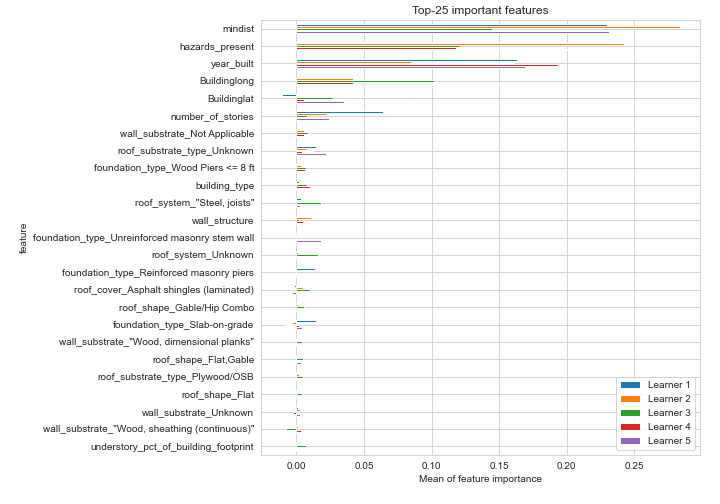 Top-25 important features
mindist
hazards_present
year_built
Buildinglong
Buildinglat
number_of_stories
wall_substrate_Not Applicable
roof_substrate_type_Unknown
foundation_type_Wood Piers <= 8 ft
building_type
roof_system_"Steel, joists"
wall_structure
foundation_type_Unreinforced masonry stem wall
roof_system_Unknown
foundation_type_Reinforced masonry piers
roof_cover_Asphalt shingles (laminated)
roof_shape_Gable/Hip Combo
foundation_type_Slab-on-grade
wall_substrate_"Wood, dimensional planks"
roof_shape_Flat,Gable
roof_substrate_type_Plywood/OSB
roof_shape_Flat
wall_substrate_Unknown
wall_substrate_"Wood, sheathing (continuous)"
understory_pct_of_building_footprint
feature
Learner 1
Learner 2
Learner 3
Learner 4
Learner 5
0.00 0.05 0.10 0.15 0.20 0.25
Mean of feature importance